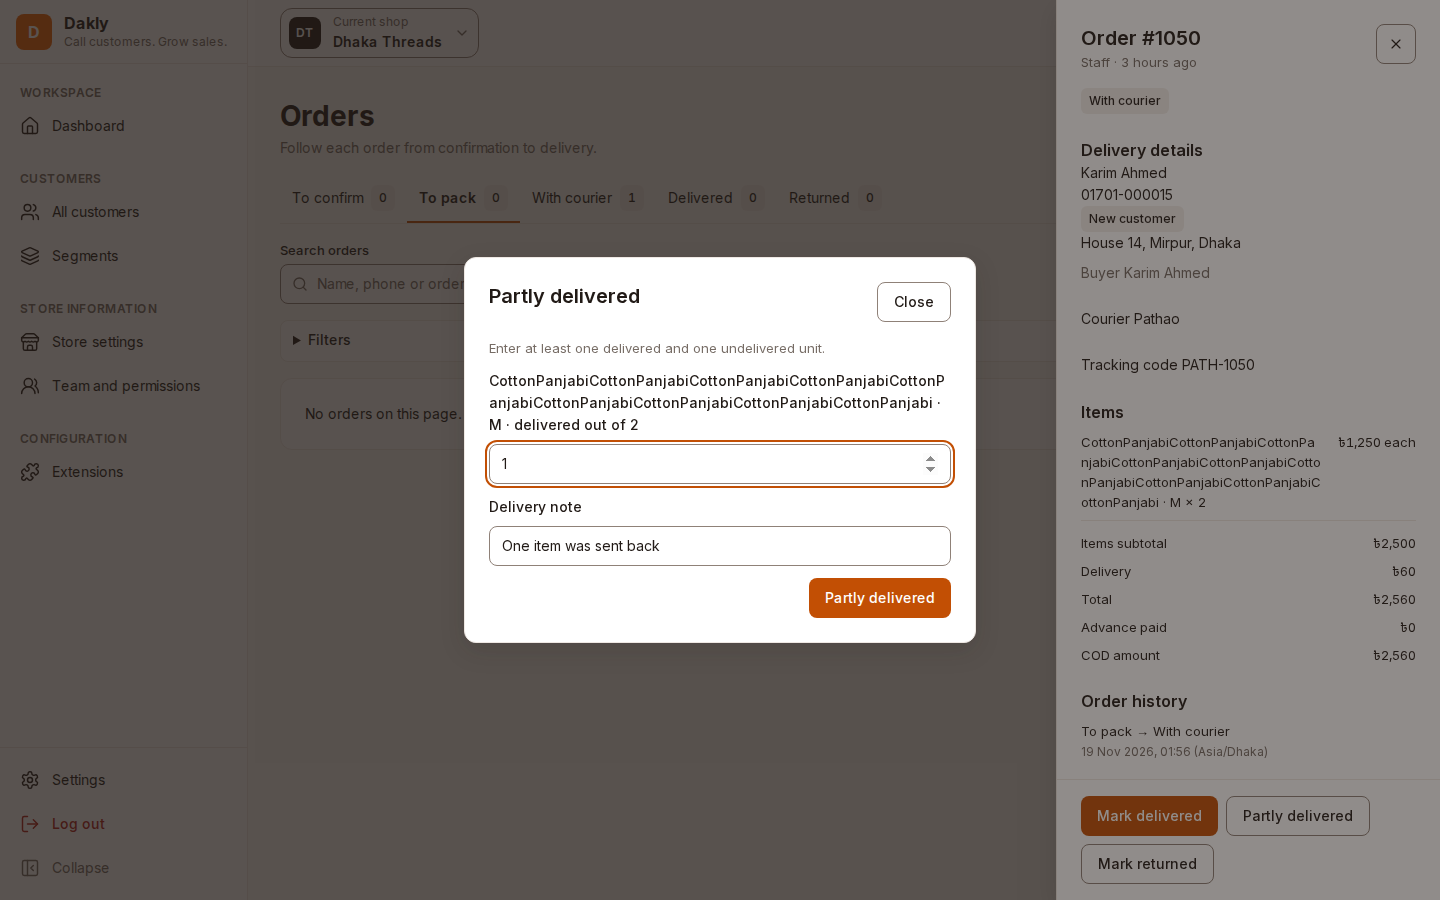 D
Dakly
Call customers. Grow sales.
WORKSPACE
Dashboard
CUSTOMERS
All customers
Segments
STORE INFORMATION
Store settings
Team and permissions
CONFIGURATION
Extensions
Settings
Log out
Collapse
DT
Current shop
Dhaka Threads
Orders
Follow each order from confirmation to delivery.
To confirm 0
To pack 0
With courier 1
Delivered 0
Returned 0
Search orders
Name, phone or order
Filters
No orders on this page.
Partly delivered
Close
Enter at least one delivered and one undelivered unit.
CottonPanjabiCottonPanjabiCottonPanjabiCottonPanjabiCottonP
anjabiCottonPanjabiCottonPanjabiCottonPanjabiCottonPanjabi ·
M · delivered out of 2
1
Delivery note
One item was sent back
Partly delivered
Order #1050
Staff · 3 hours ago
With courier
Delivery details
Karim Ahmed
01701-000015
New customer
House 14, Mirpur, Dhaka
Buyer Karim Ahmed
Courier Pathao
Tracking code PATH-1050
Items
CottonPanjabiCottonPanjabiCottonPa ৳1,250 each
njabiCottonPanjabiCottonPanjabiCotto
nPanjabiCottonPanjabiCottonPanjabiC
ottonPanjabi · M × 2
Items subtotal ৳2,500
Delivery ৳60
Total ৳2,560
Advance paid ৳0
COD amount ৳2,560
Order history
To pack → With courier
19 Nov 2026, 01:56 (Asia/Dhaka)
Mark delivered
Partly delivered
Mark returned